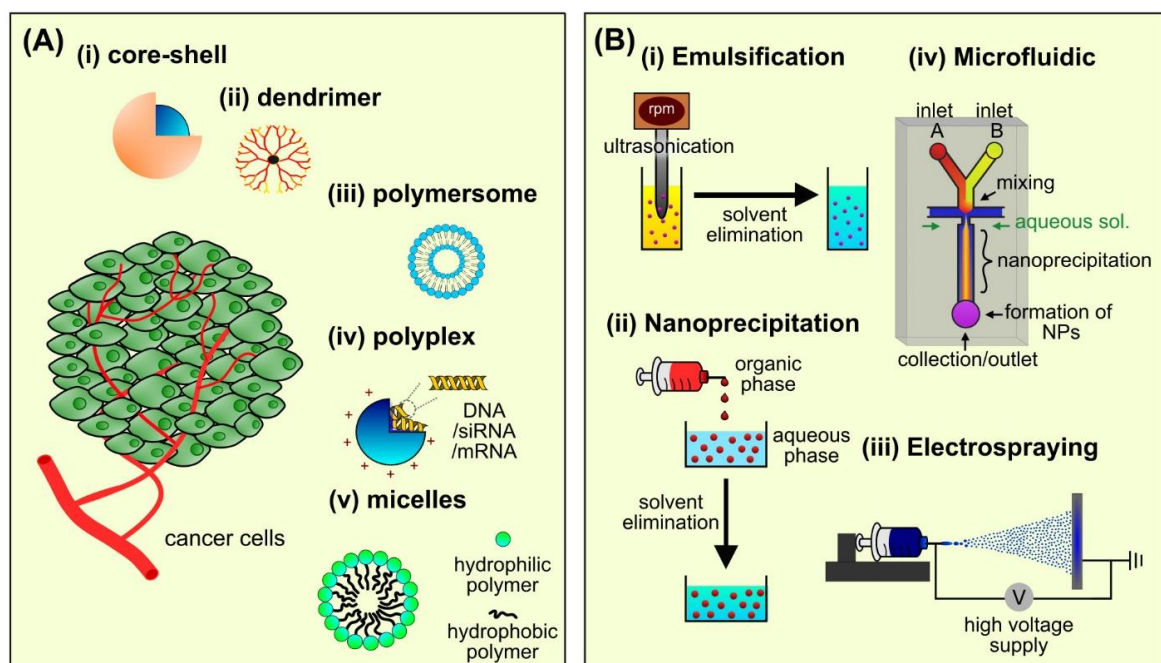 (A)
(i) core-shell
(ii) dendrimer
(iii) polymersome
(iv) polyplex
+
+
+
+
+
+
+
DNA
/siRNA
/mRNA
(v) micelles
cancer cells
hydrophilic
polymer
hydrophobic
polymer
(B)
(i) Emulsification
rpm
ultrasonication
solvent
elimination
(iv) Microfluidic
inlet inlet
A B
mixing
aqueous sol.
nanoprecipitation
formation of
NPs
collection/outlet
(ii) Nanoprecipitation
organic
phase
aqueous
phase
solvent
elimination
(iii) Electrospraying
V
high voltage
supply